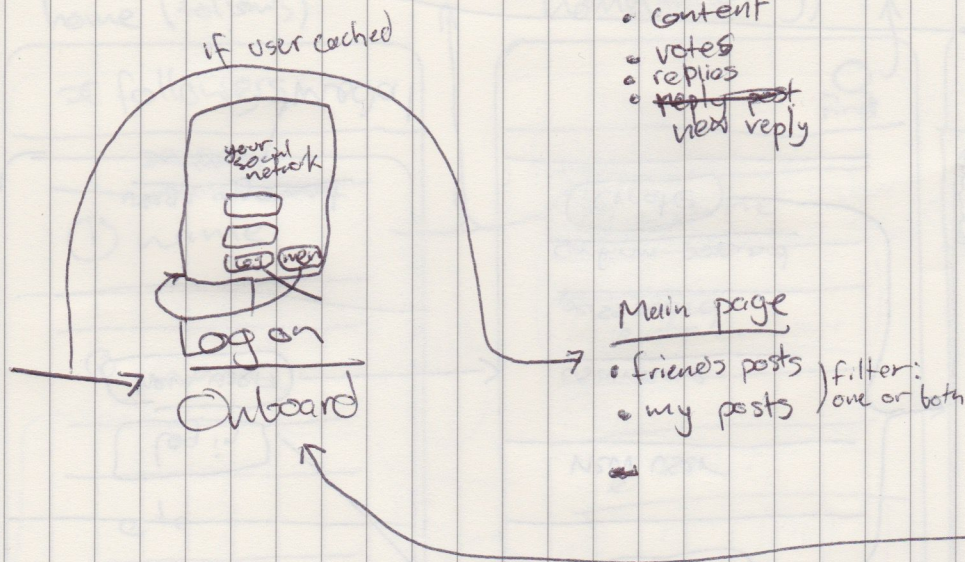 if user cached
your
social
network
log
new
Log on
Onboard
• content
• votes
• replies
• reply post
new reply
Main page
• friends posts
• my posts
filter:
one or both